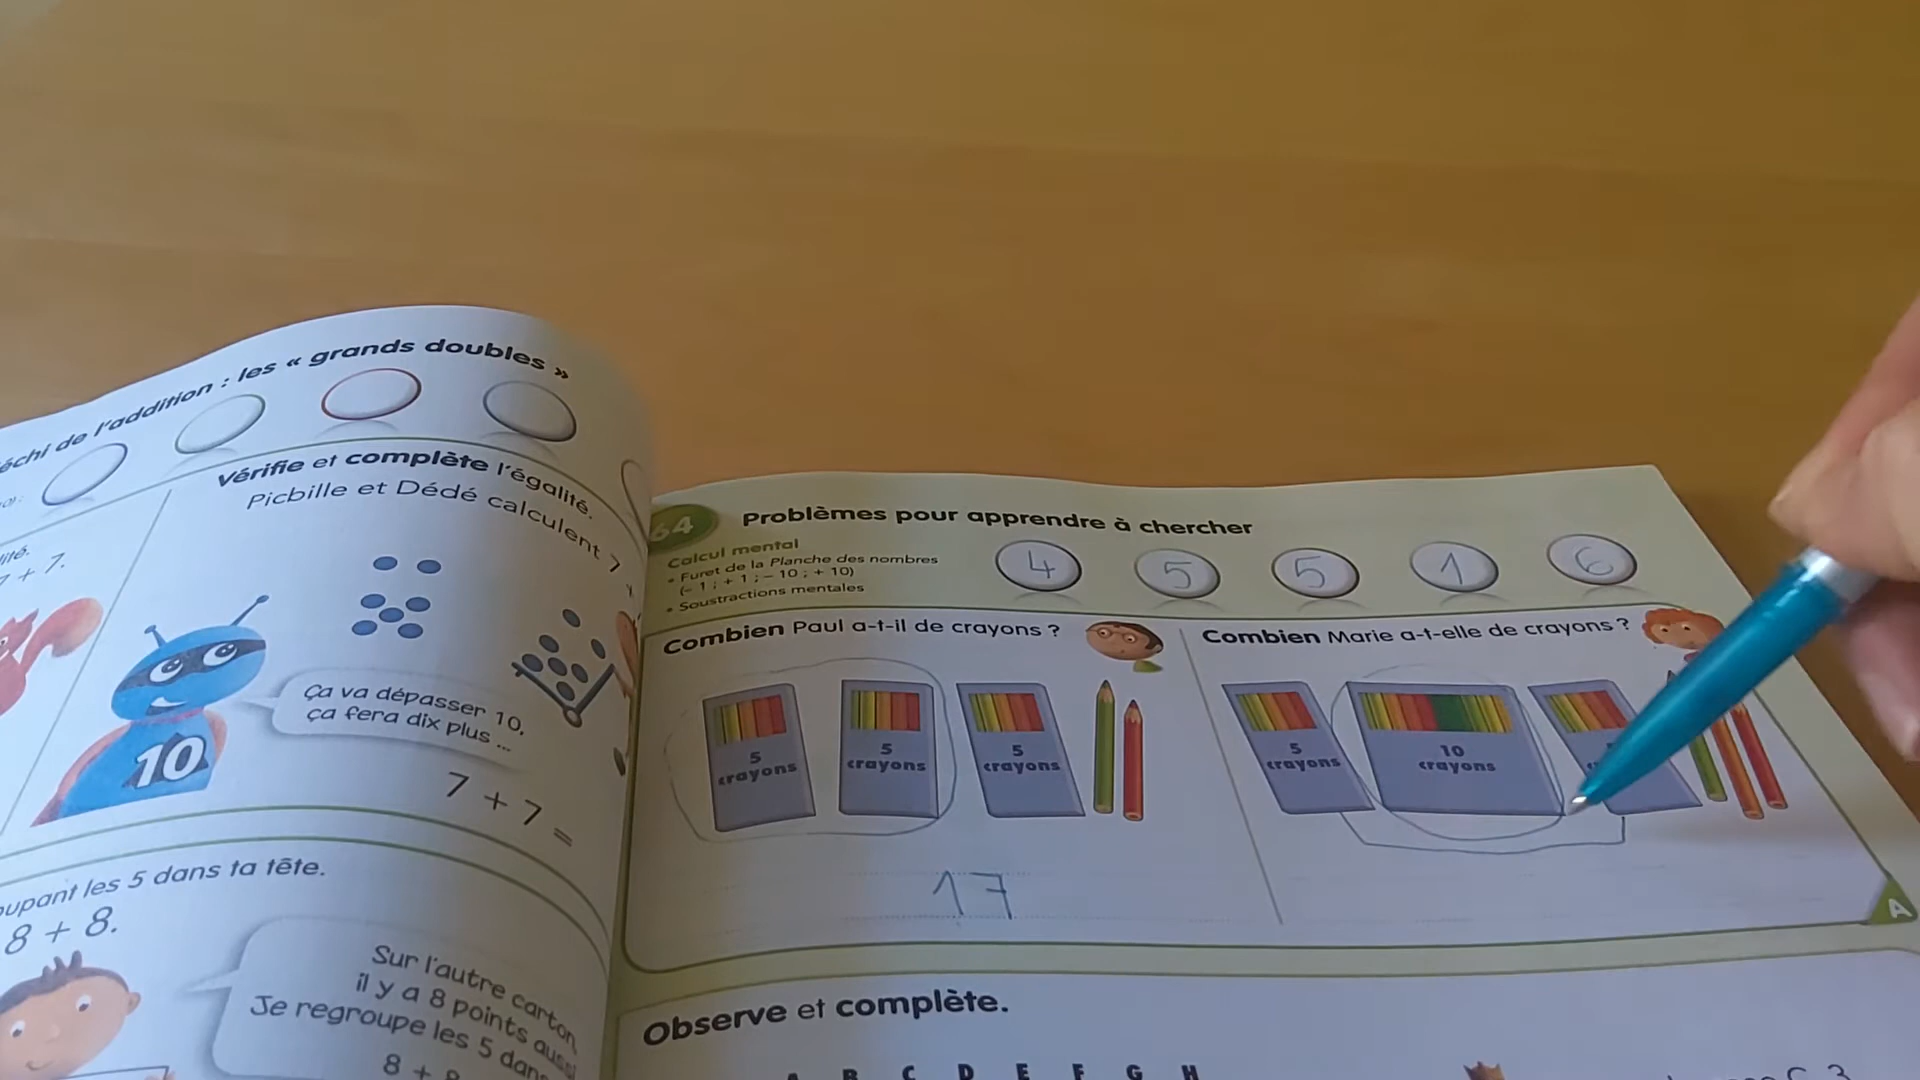 de l'addition : les « grands doubles »
Vérifie et complète l'égalité.
Picbille et Dédé calculent 7 +
7 + 7.
Ça va dépasser 10,
ça fera dix plus ...
10
7 + 7 =
les 5 dans ta tête.
8 + 8.
Sur l'autre carton,
il y a 8 points aussi
Je regroupe les 5 dans
8 +
64
Problèmes pour apprendre à chercher
Calcul mental
• Furet de la Planche des nombres
(– 1 ; + 1 ; – 10 ; + 10)
• Soustractions mentales
4 5 5 1 6
Combien Paul a-t-il de crayons ?
5 crayons
5 crayons
5 crayons
17
Combien Marie a-t-elle de crayons ?
5 crayons
10 crayons
A
Observe et complète.
B C D E F G H